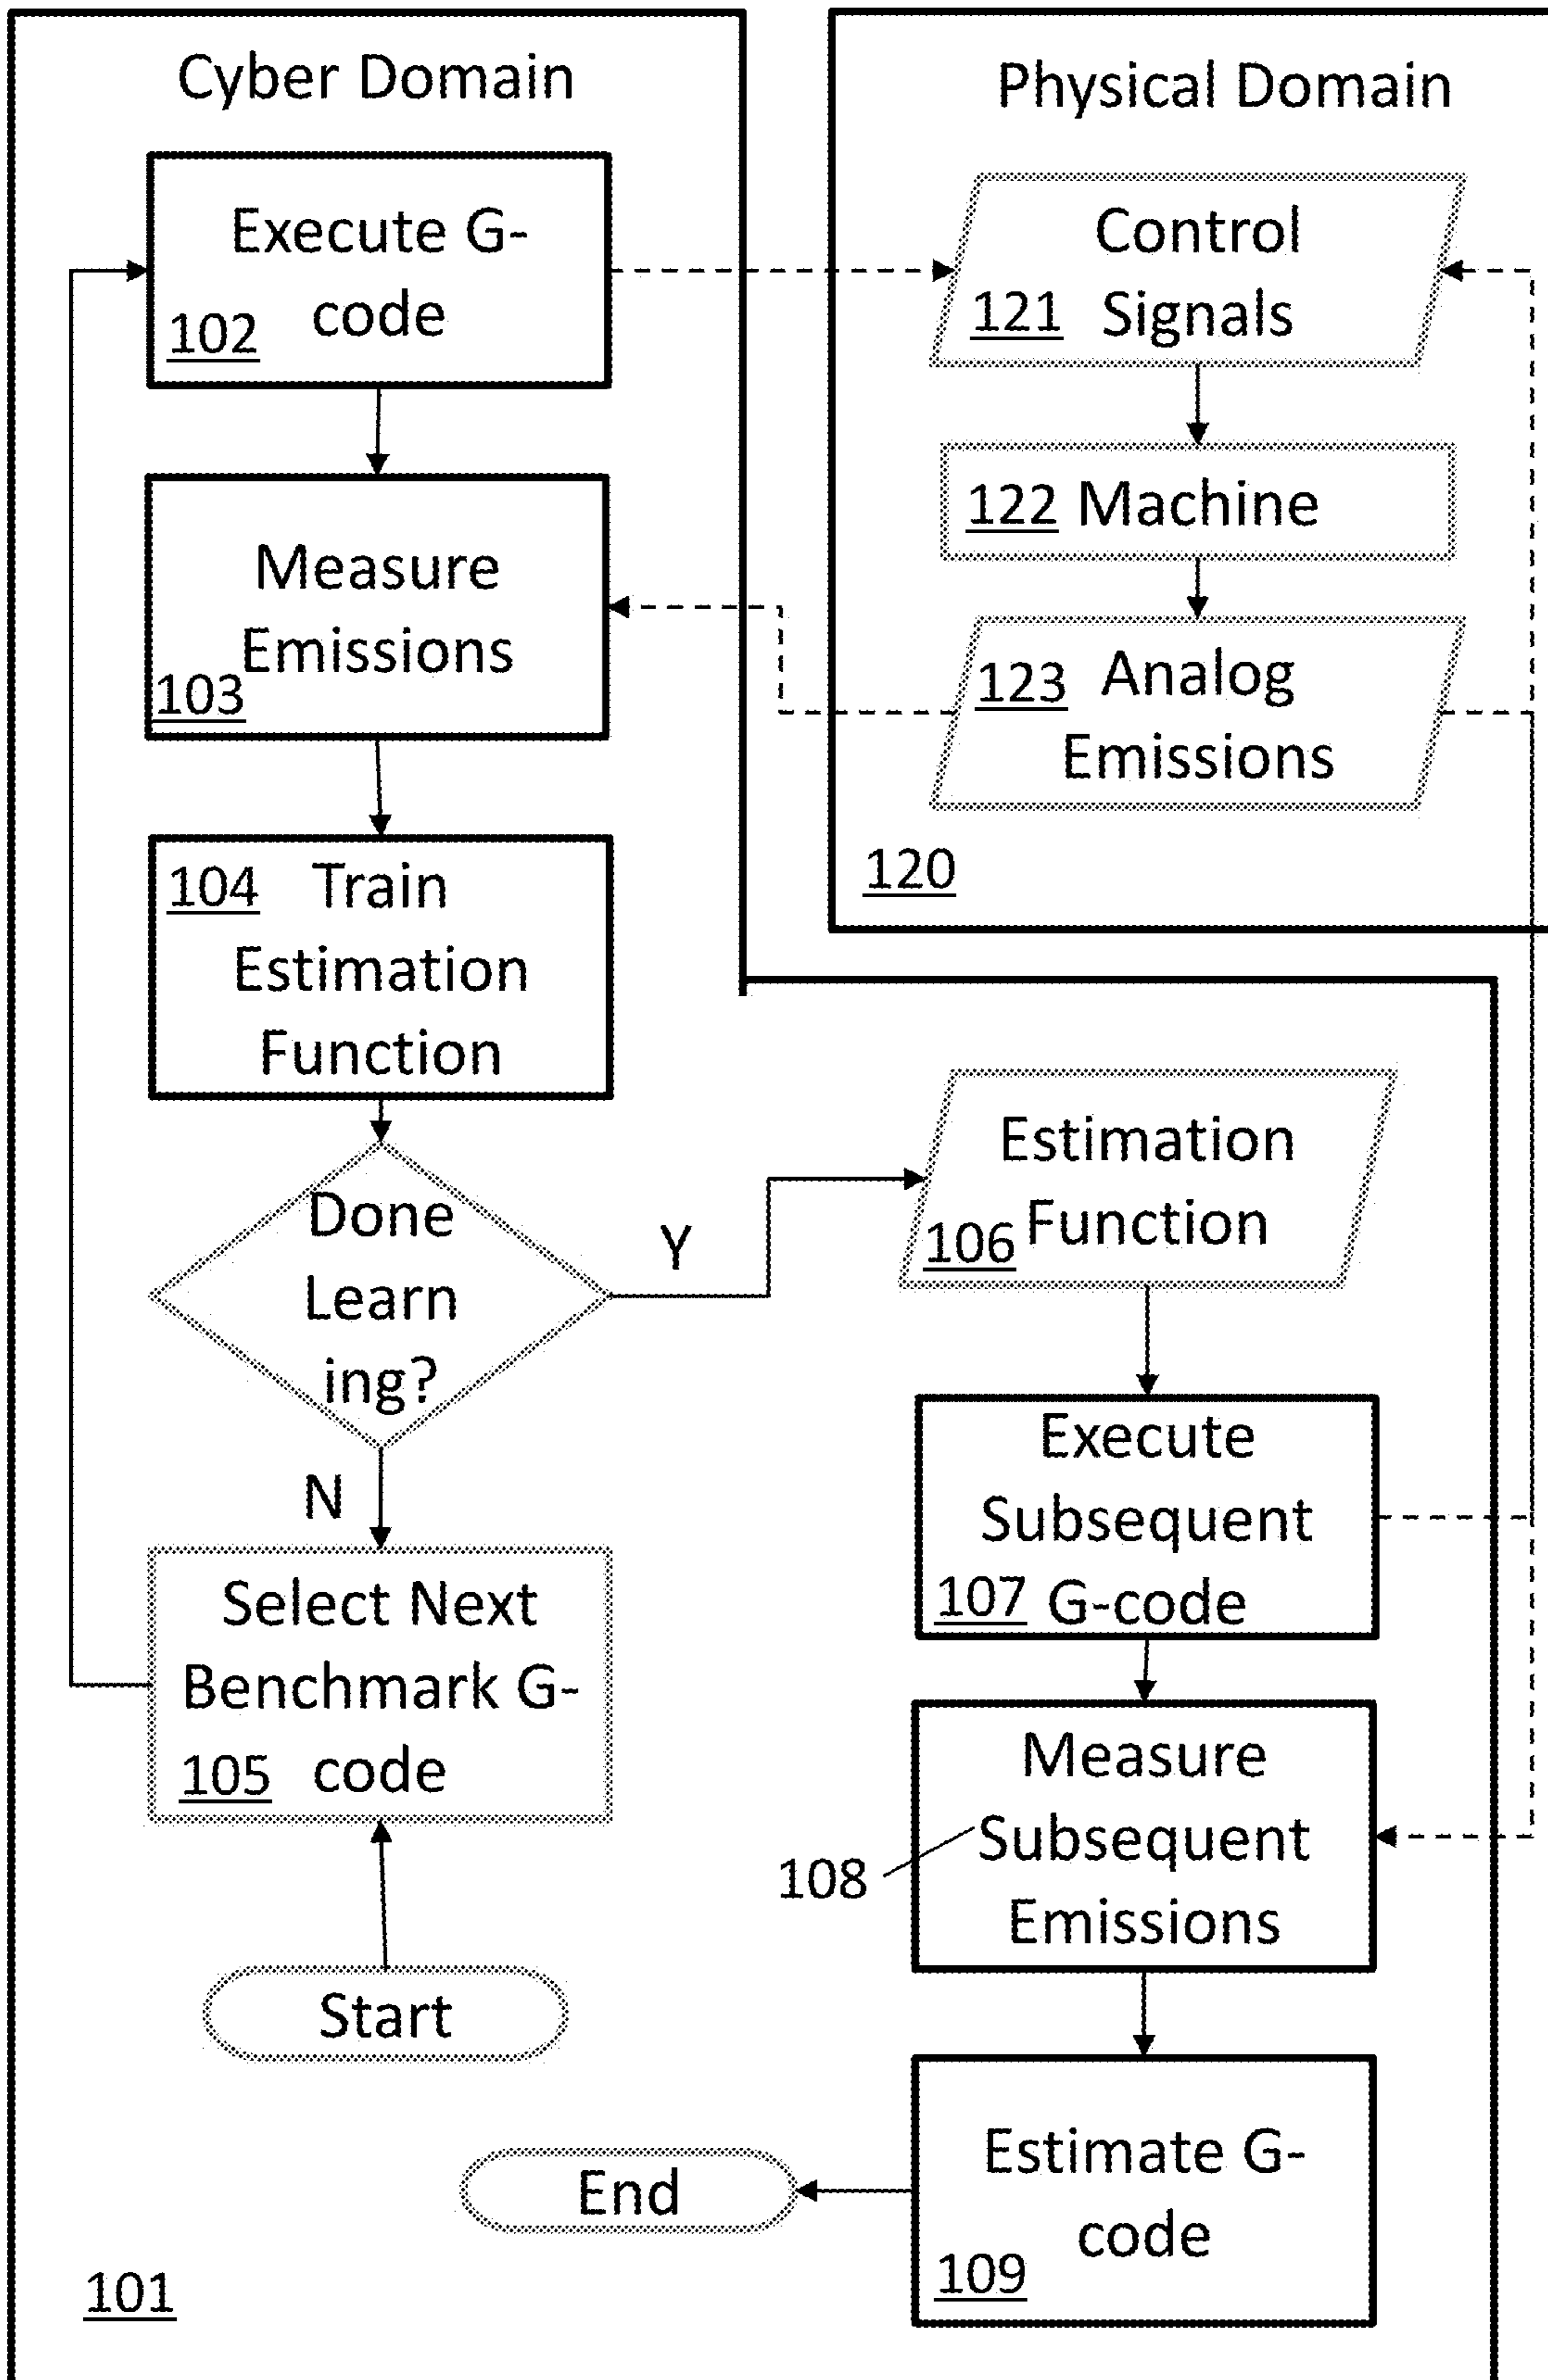 Cyber Domain
Execute G-
code
102
Measure
Emissions
103
104 Train
Estimation
Function
Done
Learn
ing?
Y
N
Select Next
Benchmark G-
105 code
Start
101
Physical Domain
Control
121 Signals
122 Machine
123 Analog
Emissions
120
Estimation
Function
106
Execute
Subsequent
107 G-code
Measure
Subsequent
108
Emissions
Estimate G-
code
109
End